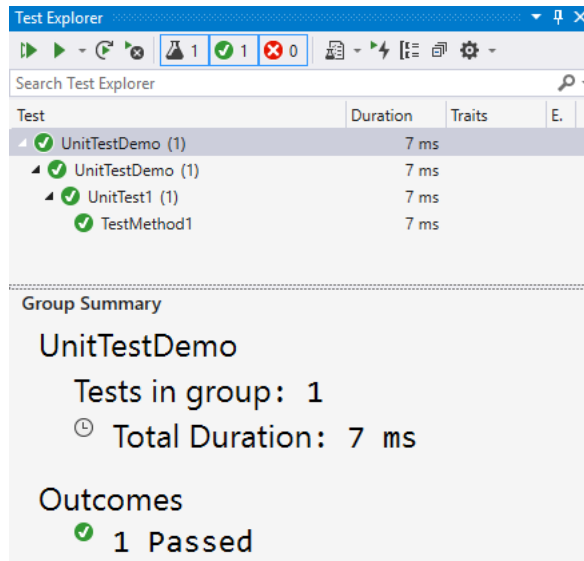 Test Explorer
1 1 0
Search Test Explorer
Test Duration Traits E.
UnitTestDemo (1) 7 ms
UnitTestDemo (1) 7 ms
UnitTest1 (1) 7 ms
TestMethod1 7 ms
Group Summary
UnitTestDemo
Tests in group: 1
Total Duration: 7 ms
Outcomes
1 Passed